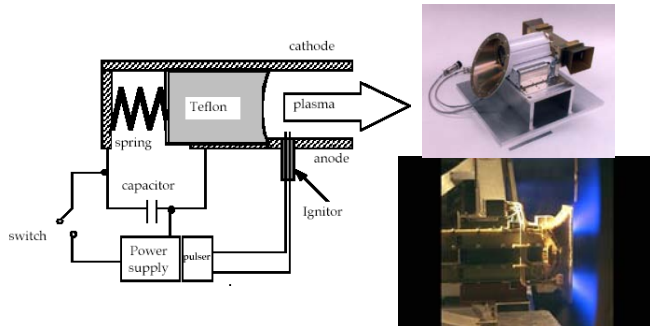 cathode
Teflon
plasma
spring
anode
capacitor
Ignitor
switch
Power
supply
pulser